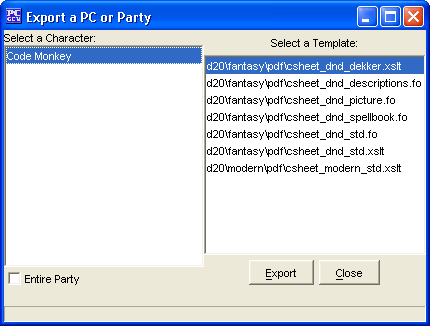 PC
GEN
Export a PC or Party
Select a Character:
Code Monkey
Select a Template:
d20\fantasy\pdf\csheet_dnd_dekker.xslt
d20\fantasy\pdf\csheet_dnd_descriptions.fo
d20\fantasy\pdf\csheet_dnd_picture.fo
d20\fantasy\pdf\csheet_dnd_spellbook.fo
d20\fantasy\pdf\csheet_dnd_std.fo
d20\fantasy\pdf\csheet_dnd_std.xslt
d20\modern\pdf\csheet_modern_std.xslt
Entire Party
Export
Close